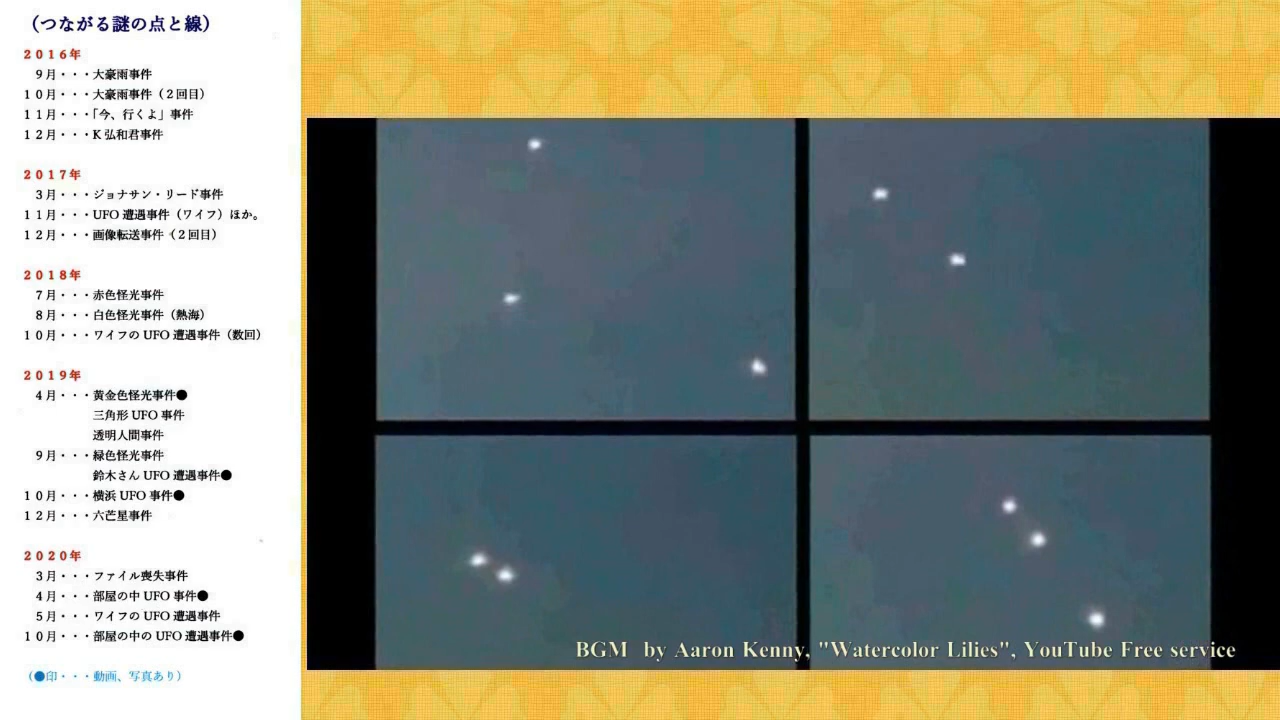 （つながる謎の点と線）
２０１６年
９月・・・大豪雨事件
１０月・・・大豪雨事件（２回目）
１１月・・・「今、行くよ」事件
１２月・・・K 弘和君事件
２０１７年
３月・・・ジョナサン・リード事件
１１月・・・UFO 遭遇事件（ワイフ）ほか。
１２月・・・画像転送事件（２回目）
２０１８年
７月・・・赤色怪光事件
８月・・・白色怪光事件（熱海）
１０月・・・ワイフの UFO 遭遇事件（数回）
２０１９年
４月・・・黄金色怪光事件●
三角形 UFO 事件
透明人間事件
９月・・・緑色怪光事件
鈴木さん UFO 遭遇事件●
１０月・・・横浜 UFO 事件●
１２月・・・六芒星事件
２０２０年
３月・・・ファイル喪失事件
４月・・・部屋の中 UFO 事件●
５月・・・ワイフの UFO 遭遇事件
１０月・・・部屋の中の UFO 遭遇事件●
（●印・・・動画、写真あり）
BGM by Aaron Kenny, "Watercolor Lilies", YouTube Free service